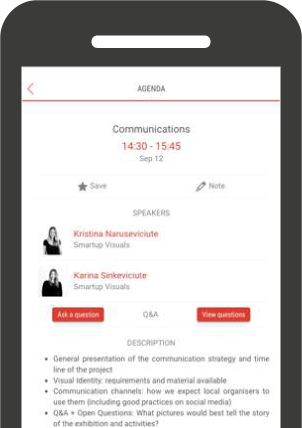 AGENDA
Communications
14:30 - 15:45
Sep 12
Save
Note
SPEAKERS
Kristina Naruseviciute
Smartup Visuals
Karina Sinkeviciute
Smartup Visuals
Ask a question
Q&A
View questions
DESCRIPTION
• General presentation of the communication strategy and time
line of the project
• Visual Identity: requirements and material available
• Communication channels: how we expect local organisers to
use them (including good practices on social media)
• Q&A + Open Questions: What pictures would best tell the story
of the exhibition and activities?